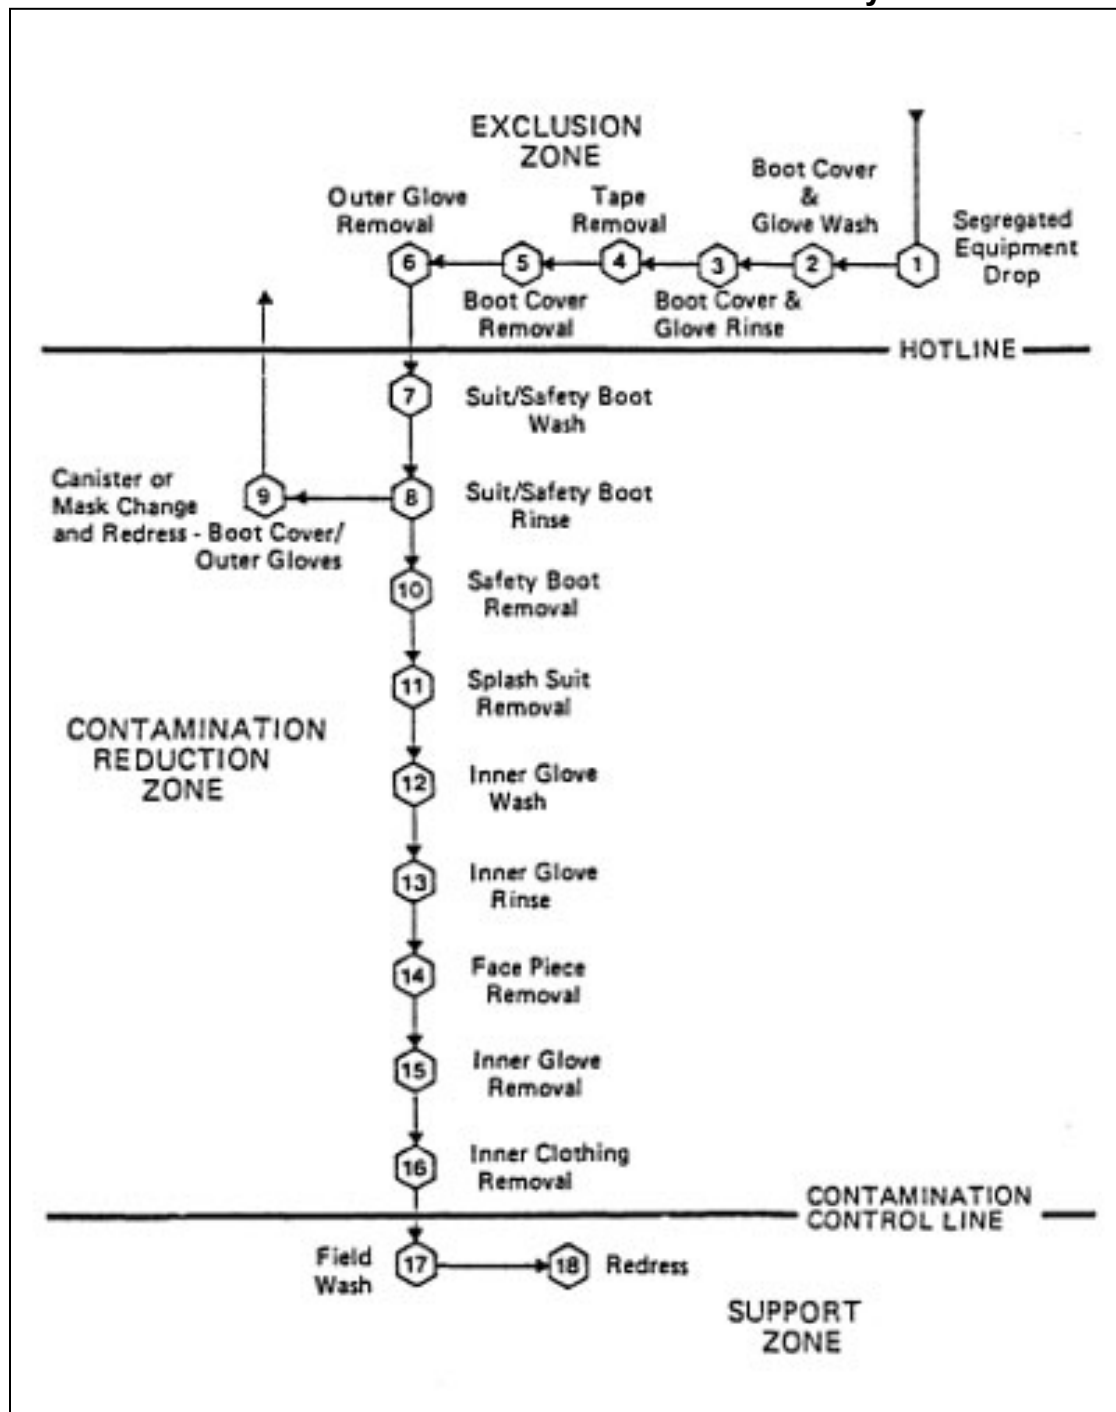 EXCLUSION
ZONE
Boot Cover
&
Glove Wash
Outer Glove
Removal
Tape
Removal
Segregated
Equipment
Drop
6
5
4
3
2
1
Boot Cover
Removal
Boot Cover &
Glove Rinse
HOTLINE
7
Suit/Safety Boot
Wash
Canister or
Mask Change
and Redress - Boot Cover/
Outer Gloves
9
8
Suit/Safety Boot
Rinse
10
Safety Boot
Removal
11
Splash Suit
Removal
CONTAMINATION
REDUCTION
ZONE
12
Inner Glove
Wash
13
Inner Glove
Rinse
14
Face Piece
Removal
15
Inner Glove
Removal
16
Inner Clothing
Removal
CONTAMINATION
CONTROL LINE
Field
Wash
17
18
Redress
SUPPORT
ZONE